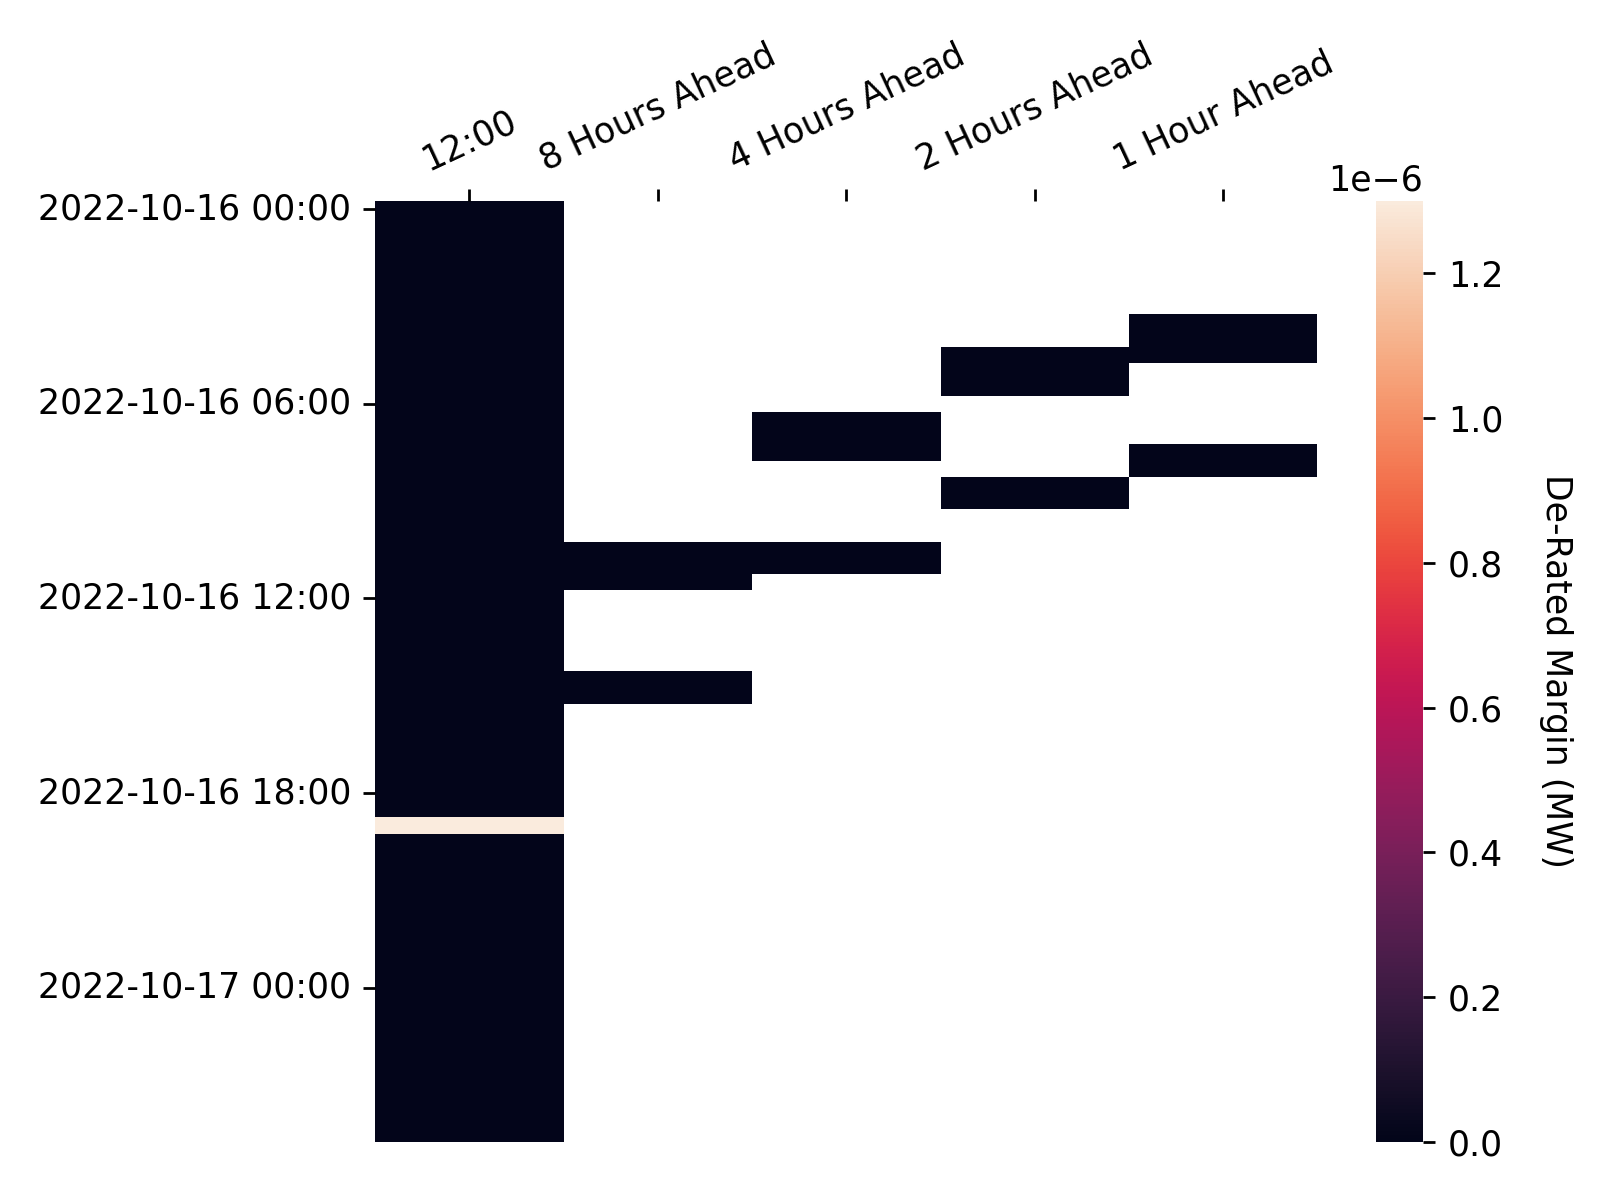 12:00
8 Hours Ahead
4 Hours Ahead
2 Hours Ahead
1 Hour Ahead
2022-10-16 00:00
2022-10-16 06:00
2022-10-16 12:00
2022-10-16 18:00
2022-10-17 00:00
1e−6
1.2
1.0
0.8
0.6
0.4
0.2
0.0
De-Rated Margin (MW)